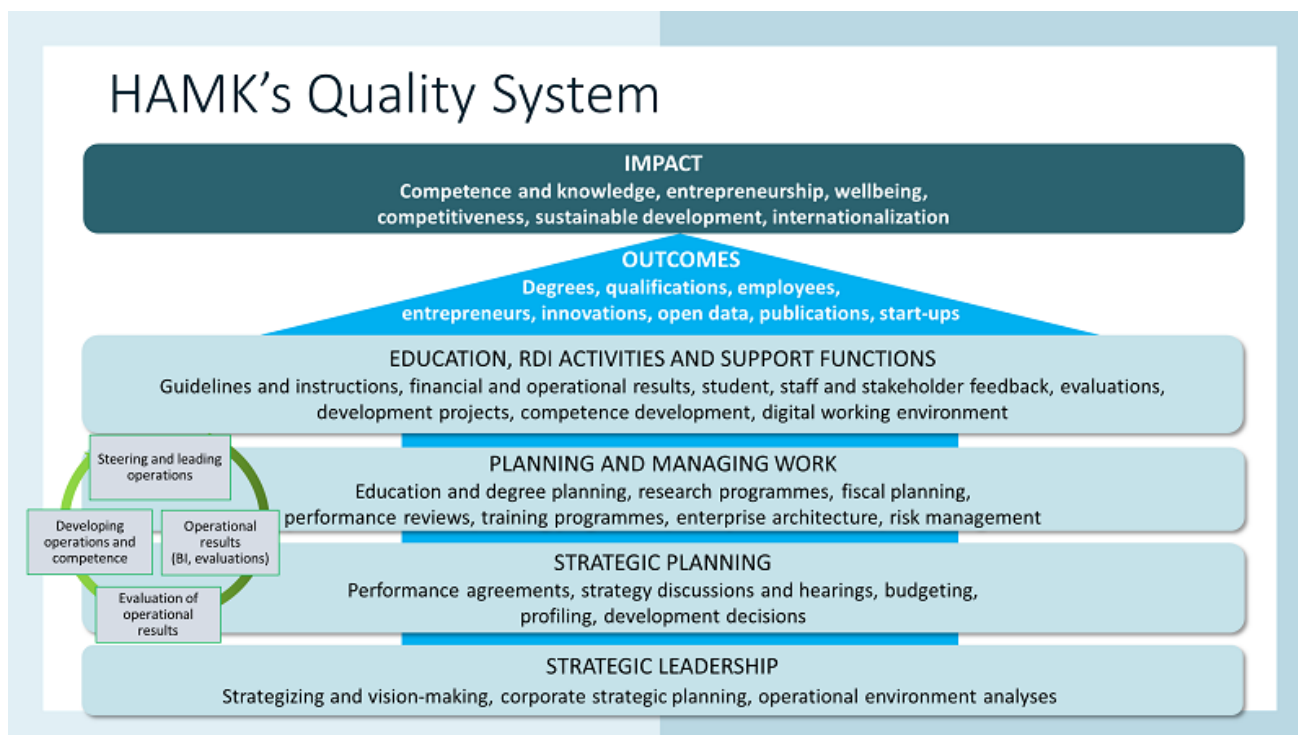 HAMK’s Quality System
IMPACT
Competence and knowledge, entrepreneurship, wellbeing,
competitiveness, sustainable development, internationalization
OUTCOMES
Degrees, qualifications, employees,
entrepreneurs, innovations, open data, publications, start-ups
EDUCATION, RDI ACTIVITIES AND SUPPORT FUNCTIONS
Guidelines and instructions, financial and operational results, student, staff and stakeholder feedback, evaluations,
development projects, competence development, digital working environment
Steering and leading
operations
Developing
operations and
competence
Operational
results
(BI, evaluations)
Evaluation of
operational
results
PLANNING AND MANAGING WORK
Education and degree planning, research programmes, fiscal planning,
performance reviews, training programmes, enterprise architecture, risk management
STRATEGIC PLANNING
Performance agreements, strategy discussions and hearings, budgeting,
profiling, development decisions
STRATEGIC LEADERSHIP
Strategizing and vision-making, corporate strategic planning, operational environment analyses